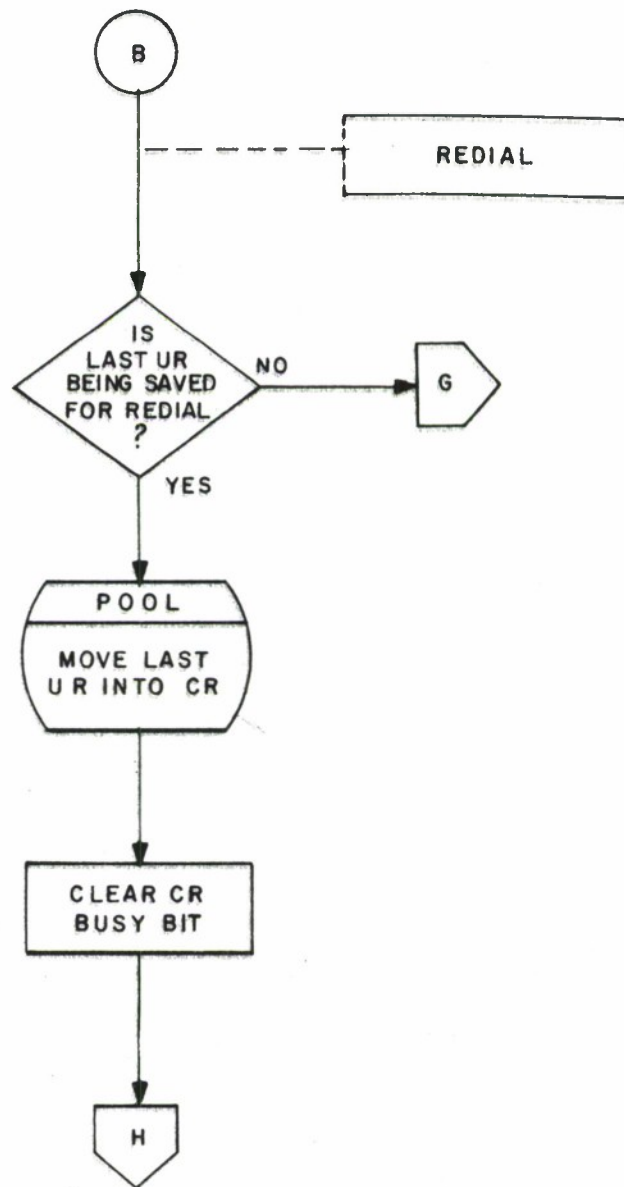 B
REDIAL
IS
LAST UR
BEING SAVED
FOR REDIAL
?
NO
G
YES
POOL
MOVE LAST
UR INTO CR
CLEAR CR
BUSY BIT
H